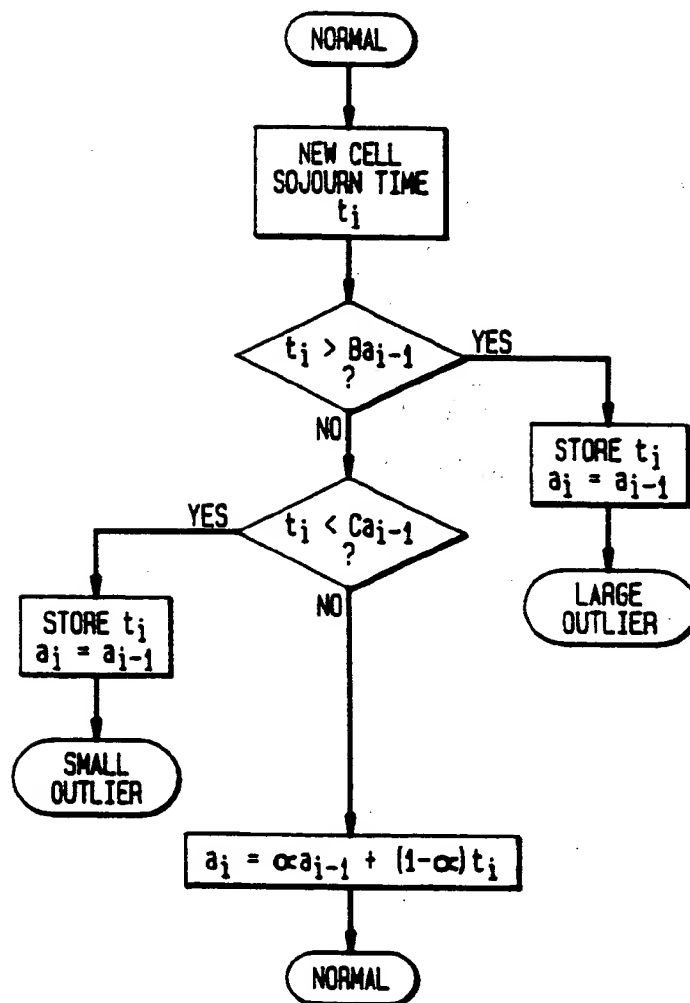 NORMAL
NEW CELL
SOJOURN TIME
tᵢ
tᵢ > Baᵢ₋₁
?
YES
NO
STORE tᵢ
aᵢ = aᵢ₋₁
LARGE
OUTLIER
tᵢ < Caᵢ₋₁
?
YES
NO
STORE tᵢ
aᵢ = aᵢ₋₁
SMALL
OUTLIER
aᵢ = ∝aᵢ₋₁ + (1-∝)tᵢ
NORMAL